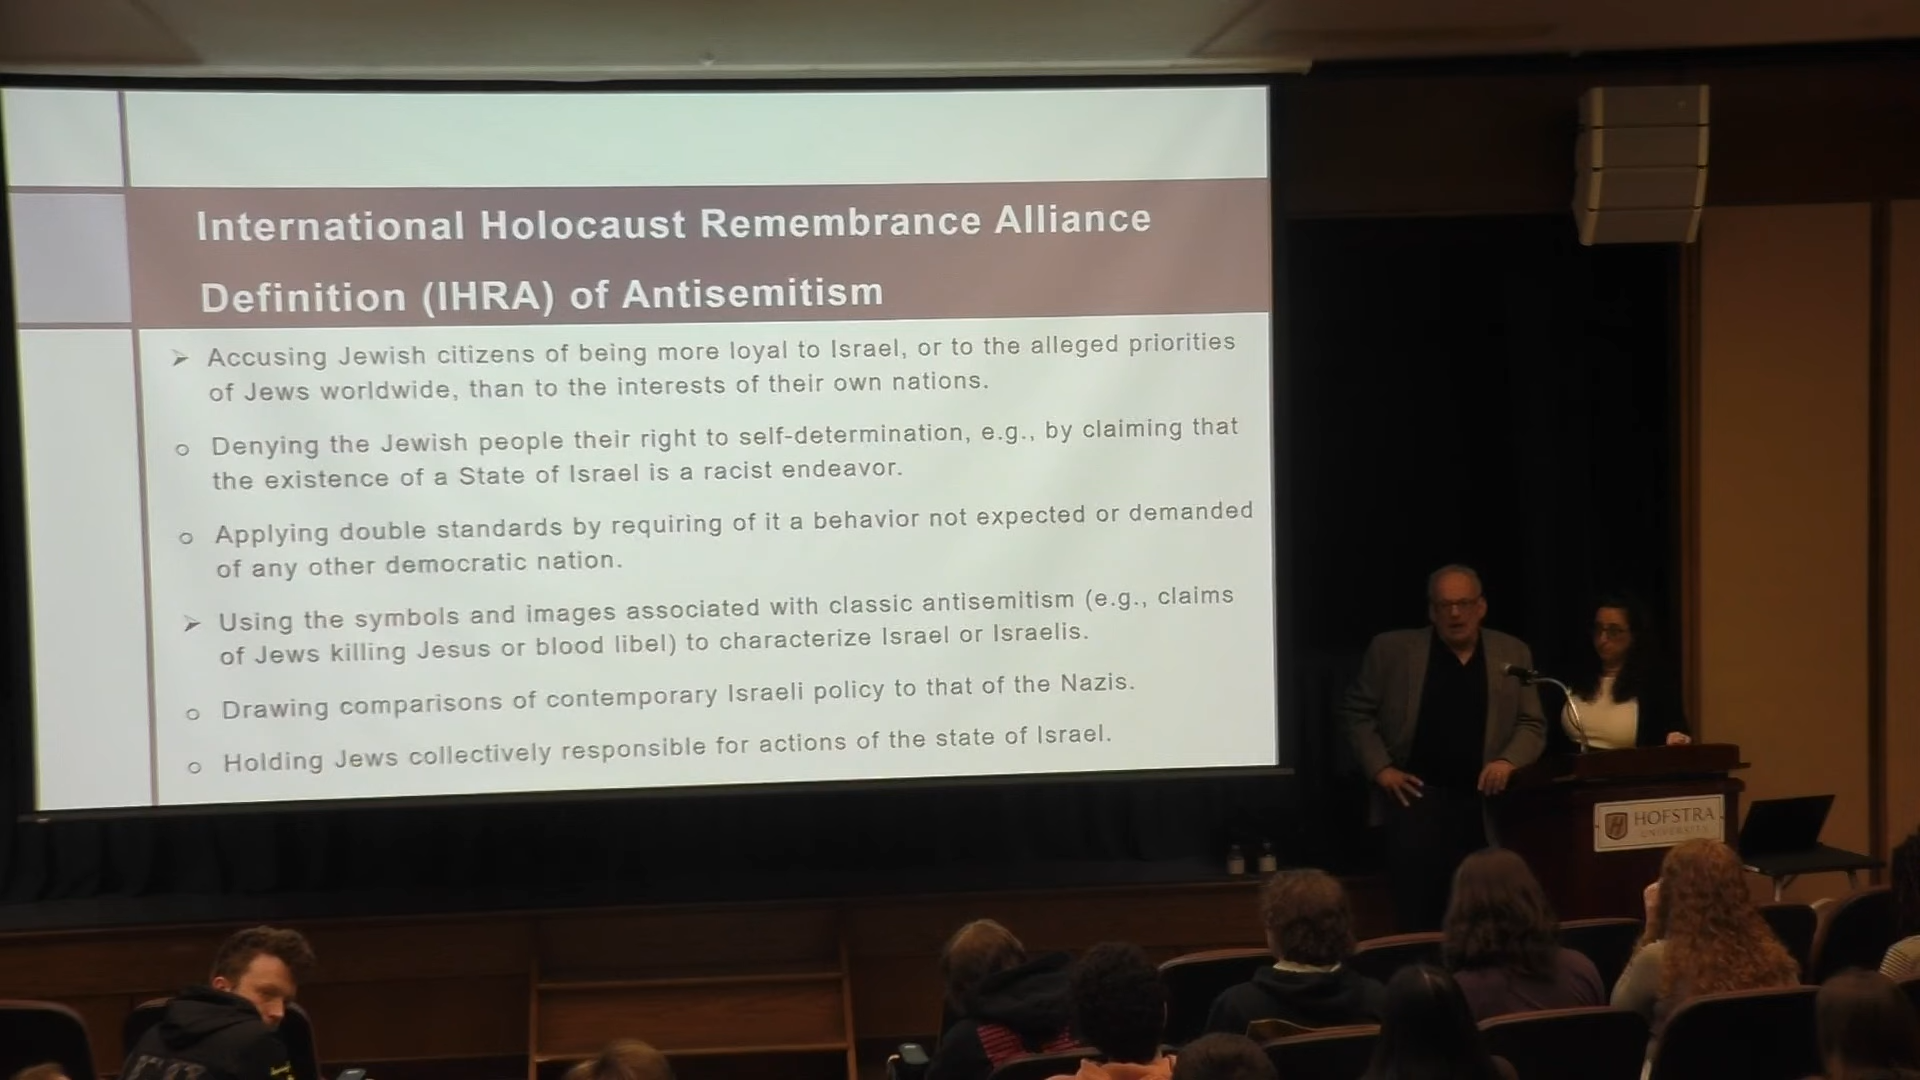 International Holocaust Remembrance Alliance
Definition (IHRA) of Antisemitism
➢ Accusing Jewish citizens of being more loyal to Israel, or to the alleged priorities
of Jews worldwide, than to the interests of their own nations.
○ Denying the Jewish people their right to self-determination, e.g., by claiming that
the existence of a State of Israel is a racist endeavor.
○ Applying double standards by requiring of it a behavior not expected or demanded
of any other democratic nation.
➢ Using the symbols and images associated with classic antisemitism (e.g., claims
of Jews killing Jesus or blood libel) to characterize Israel or Israelis.
○ Drawing comparisons of contemporary Israeli policy to that of the Nazis.
○ Holding Jews collectively responsible for actions of the state of Israel.
HOFSTRA
UNIVERSITY